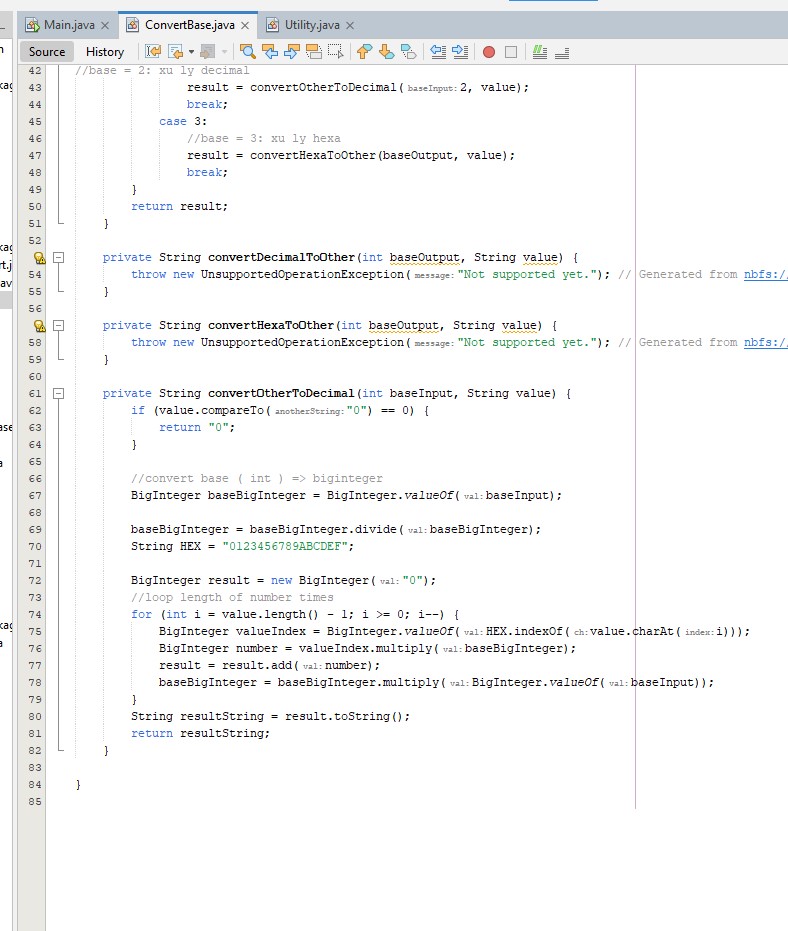 Main.java
ConvertBase.java
Utility.java
Source
History
42 //base = 2: xu ly decimal
43 result = convertOtherToDecimal( baseInput: 2, value);
44 break;
45 case 3:
46 //base = 3: xu ly hexa
47 result = convertHexaToOther(baseOutput, value);
48 break;
49 }
50 return result;
51 }
52
private String convertDecimalToOther(int baseOutput, String value) {
54 throw new UnsupportedOperationException( message: "Not supported yet."); // Generated from nbfs:/
55 }
56
private String convertHexaToOther(int baseOutput, String value) {
58 throw new UnsupportedOperationException( message: "Not supported yet."); // Generated from nbfs:/
59 }
60
61 private String convertOtherToDecimal(int baseInput, String value) {
62 if (value.compareTo( anotherString: "0") == 0) {
63 return "0";
64 }
65
66 //convert base ( int ) => biginteger
67 BigInteger baseBigInteger = BigInteger.valueOf( val: baseInput);
68
69 baseBigInteger = baseBigInteger.divide( val: baseBigInteger);
70 String HEX = "0123456789ABCDEF";
71
72 BigInteger result = new BigInteger( val: "0");
73 //loop length of number times
74 for (int i = value.length() - 1; i >= 0; i--) {
75 BigInteger valueIndex = BigInteger.valueOf( val: HEX.indexOf( ch: value.charAt( index: i)));
76 BigInteger number = valueIndex.multiply( val: baseBigInteger);
77 result = result.add( val: number);
78 baseBigInteger = baseBigInteger.multiply( val: BigInteger.valueOf( val: baseInput));
79 }
80 String resultString = result.toString();
81 return resultString;
82 }
83
84 }
85